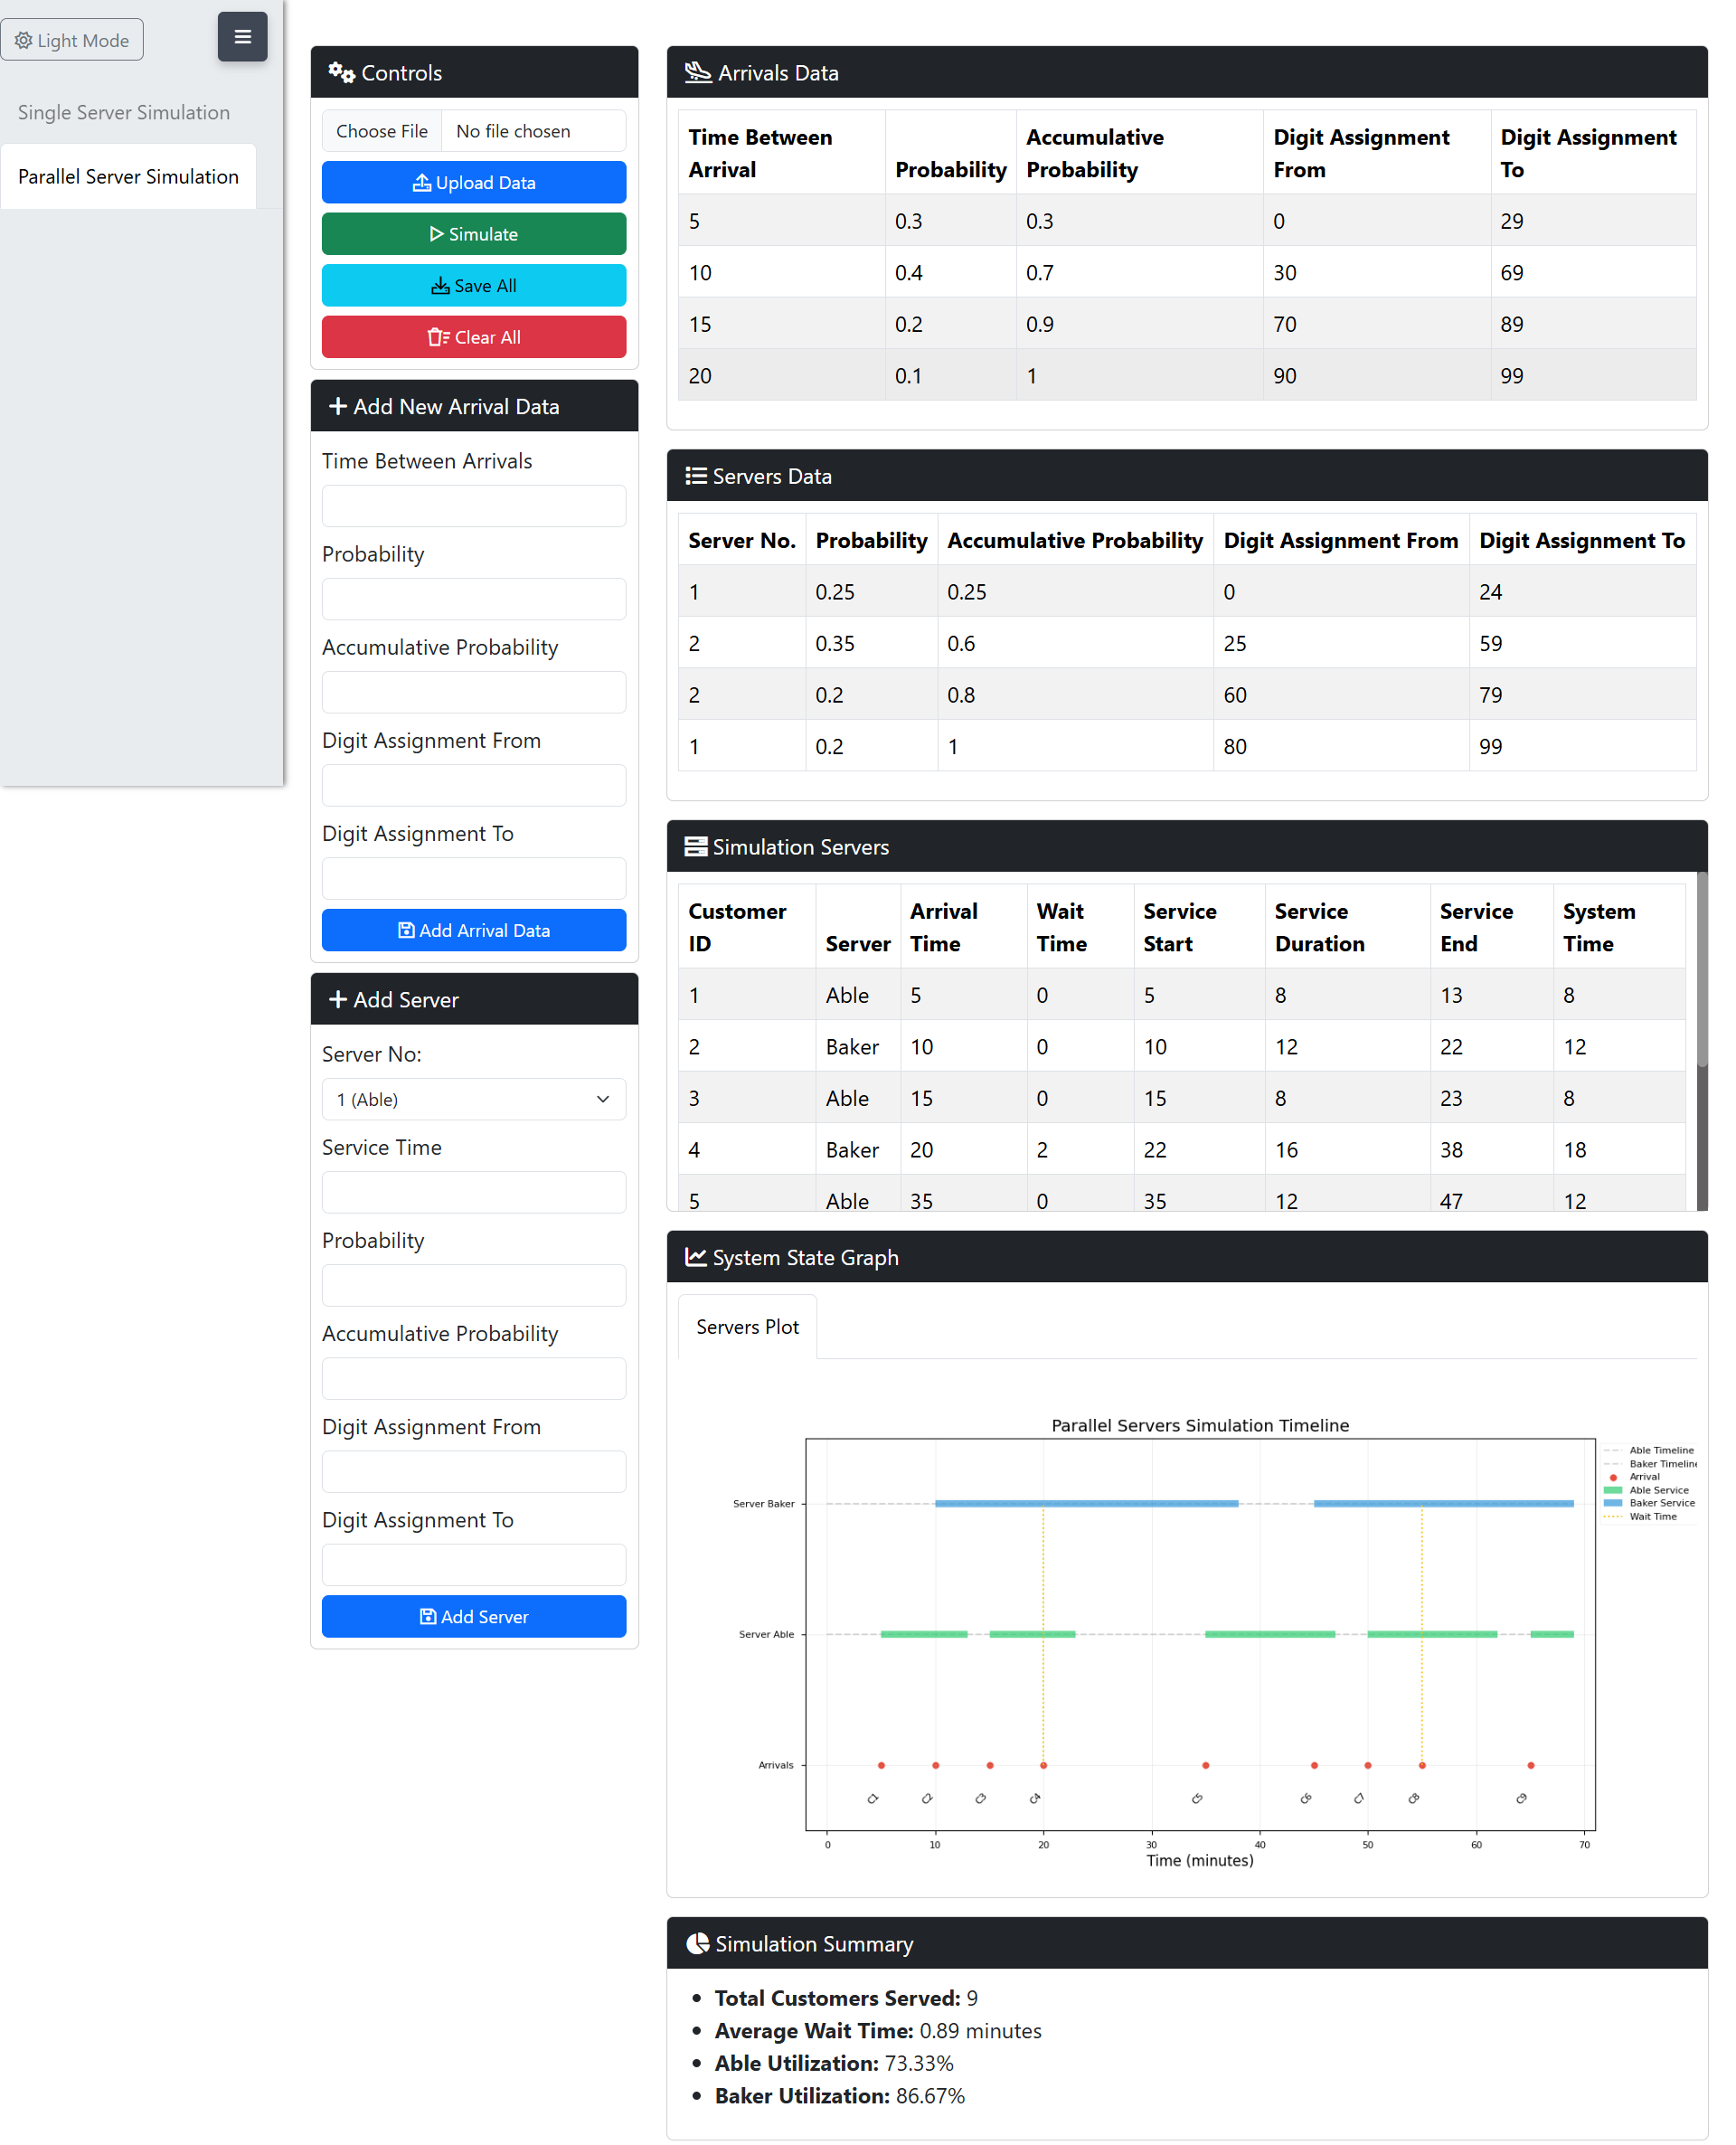 Light Mode
Single Server Simulation
Parallel Server Simulation
Controls
Choose File No file chosen
Upload Data
Simulate
Save All
Clear All
Add New Arrival Data
Time Between Arrivals
Probability
Accumulative Probability
Digit Assignment From
Digit Assignment To
Add Arrival Data
Add Server
Server No:
1 (Able)
Service Time
Probability
Accumulative Probability
Digit Assignment From
Digit Assignment To
Add Server
Arrivals Data
Time Between Arrival Probability Accumulative Probability Digit Assignment From Digit Assignment To
5 0.3 0.3 0 29
10 0.4 0.7 30 69
15 0.2 0.9 70 89
20 0.1 1 90 99
Servers Data
Server No. Probability Accumulative Probability Digit Assignment From Digit Assignment To
1 0.25 0.25 0 24
2 0.35 0.6 25 59
2 0.2 0.8 60 79
1 0.2 1 80 99
Simulation Servers
Customer ID Server Arrival Time Wait Time Service Start Service Duration Service End System Time
1 Able 5 0 5 8 13 8
2 Baker 10 0 10 12 22 12
3 Able 15 0 15 8 23 8
4 Baker 20 2 22 16 38 18
5 Able 35 0 35 12 47 12
System State Graph
Servers Plot
Parallel Servers Simulation Timeline
Able Timeline
Baker Timeline
Arrival
Able Service
Baker Service
Wait Time
Server Baker
Server Able
Arrivals
C1 C2 C3 C4 C5 C6 C7 C8 C9
0 10 20 30 40 50 60 70
Time (minutes)
Simulation Summary
Total Customers Served: 9
Average Wait Time: 0.89 minutes
Able Utilization: 73.33%
Baker Utilization: 86.67%